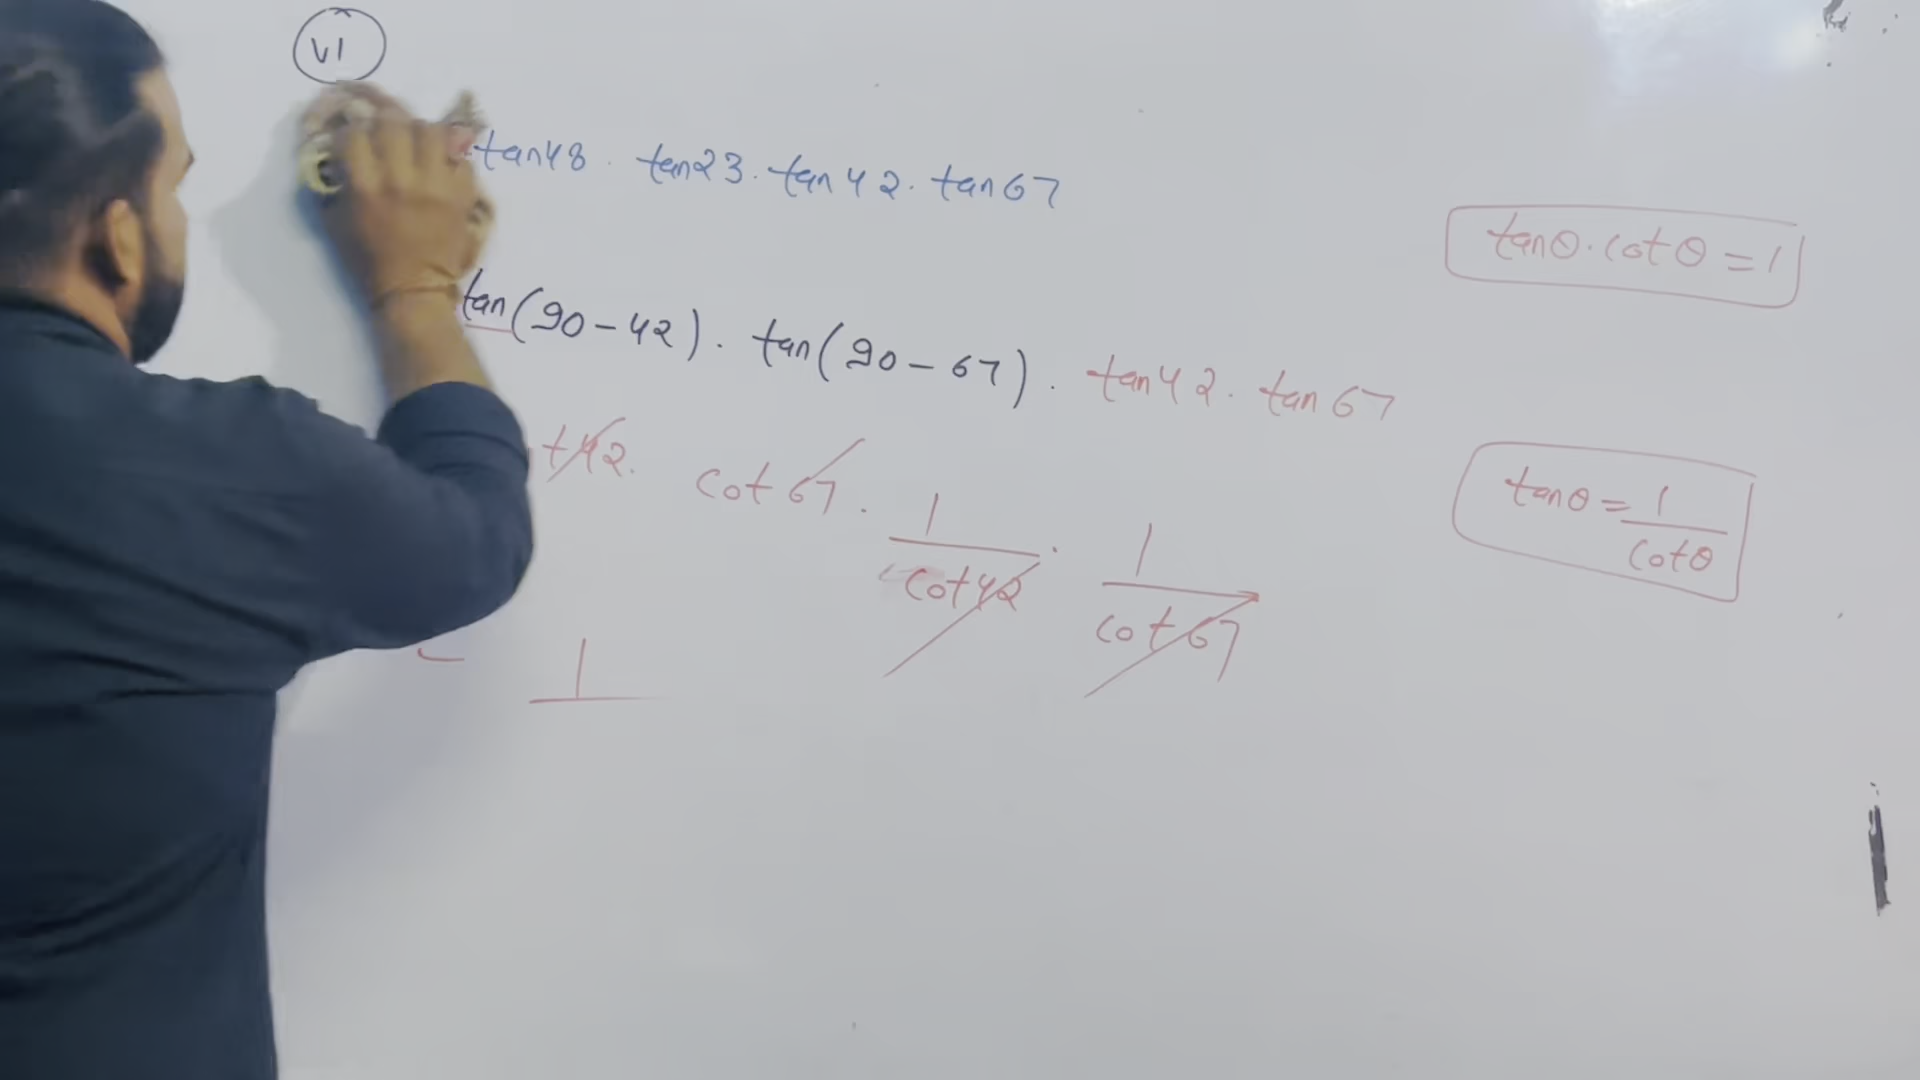 VI
tan48 . tan23 . tan42 . tan67
tanθ . cotθ = 1
tan(90-42) . tan(90-67) . tan42 . tan67
t42 . cot67 . 1/cot42 . 1/cot67
tanθ = 1/cotθ
1